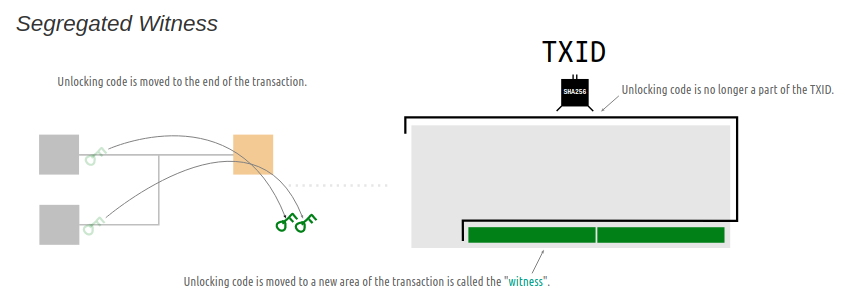 Segregated Witness
TXID
Unlocking code is moved to the end of the transaction.
SHA256
Unlocking code is no longer a part of the TXID.
Unlocking code is moved to a new area of the transaction is called the "witness".